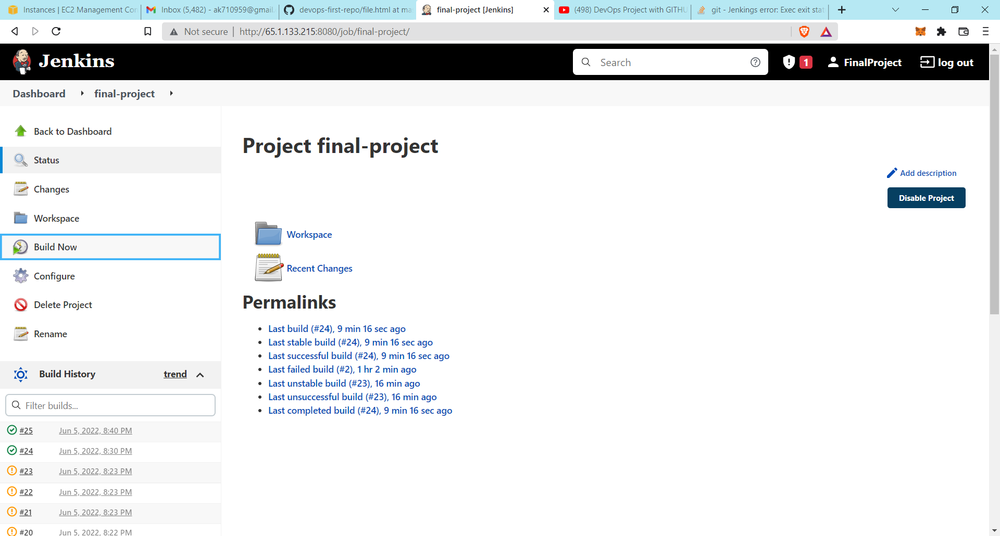 Instances | EC2 Management Con
Inbox (5,482) - ak710959@gmail.
devops-first-repo/file.html at ma
final-project [Jenkins]
(498) DevOps Project with GITHU
git - Jenkings error: Exec exit stat
Not secure
http://65.1.133.215:8080/job/final-project/
Jenkins
Search
1
FinalProject
log out
Dashboard
final-project
Back to Dashboard
Status
Changes
Workspace
Build Now
Configure
Delete Project
Rename
Build History
trend
Filter builds...
#25 Jun 5, 2022, 8:40 PM
#24 Jun 5, 2022, 8:30 PM
#23 Jun 5, 2022, 8:23 PM
#22 Jun 5, 2022, 8:23 PM
#21 Jun 5, 2022, 8:23 PM
#20 Jun 5, 2022, 8:22 PM
Project final-project
Add description
Disable Project
Workspace
Recent Changes
Permalinks
Last build (#24), 9 min 16 sec ago
Last stable build (#24), 9 min 16 sec ago
Last successful build (#24), 9 min 16 sec ago
Last failed build (#2), 1 hr 2 min ago
Last unstable build (#23), 16 min ago
Last unsuccessful build (#23), 16 min ago
Last completed build (#24), 9 min 16 sec ago